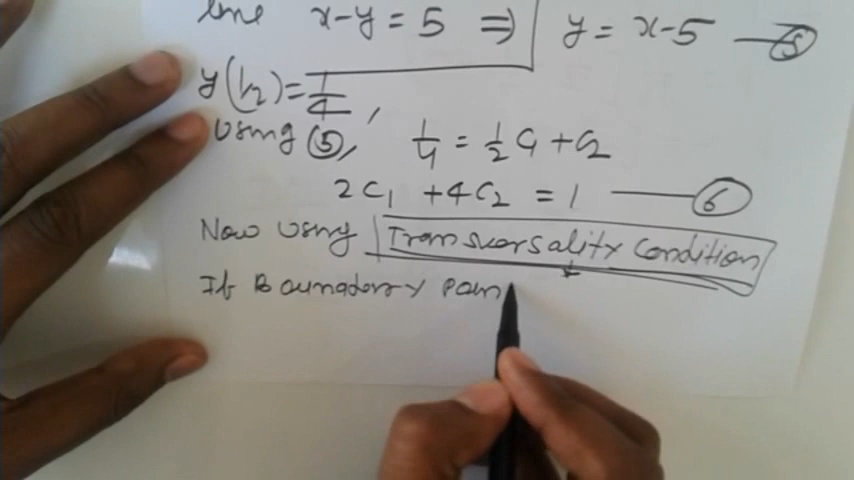 line x-y=5 ⇒ y = x-5 — ⑤
y(1/2)=1/4,
Using ⑤, 1/4 = 1/2 C1 + C2
2C1 + 4C2 = 1 — ⑥
Now Using Transversality Condition
If Boundary Poin